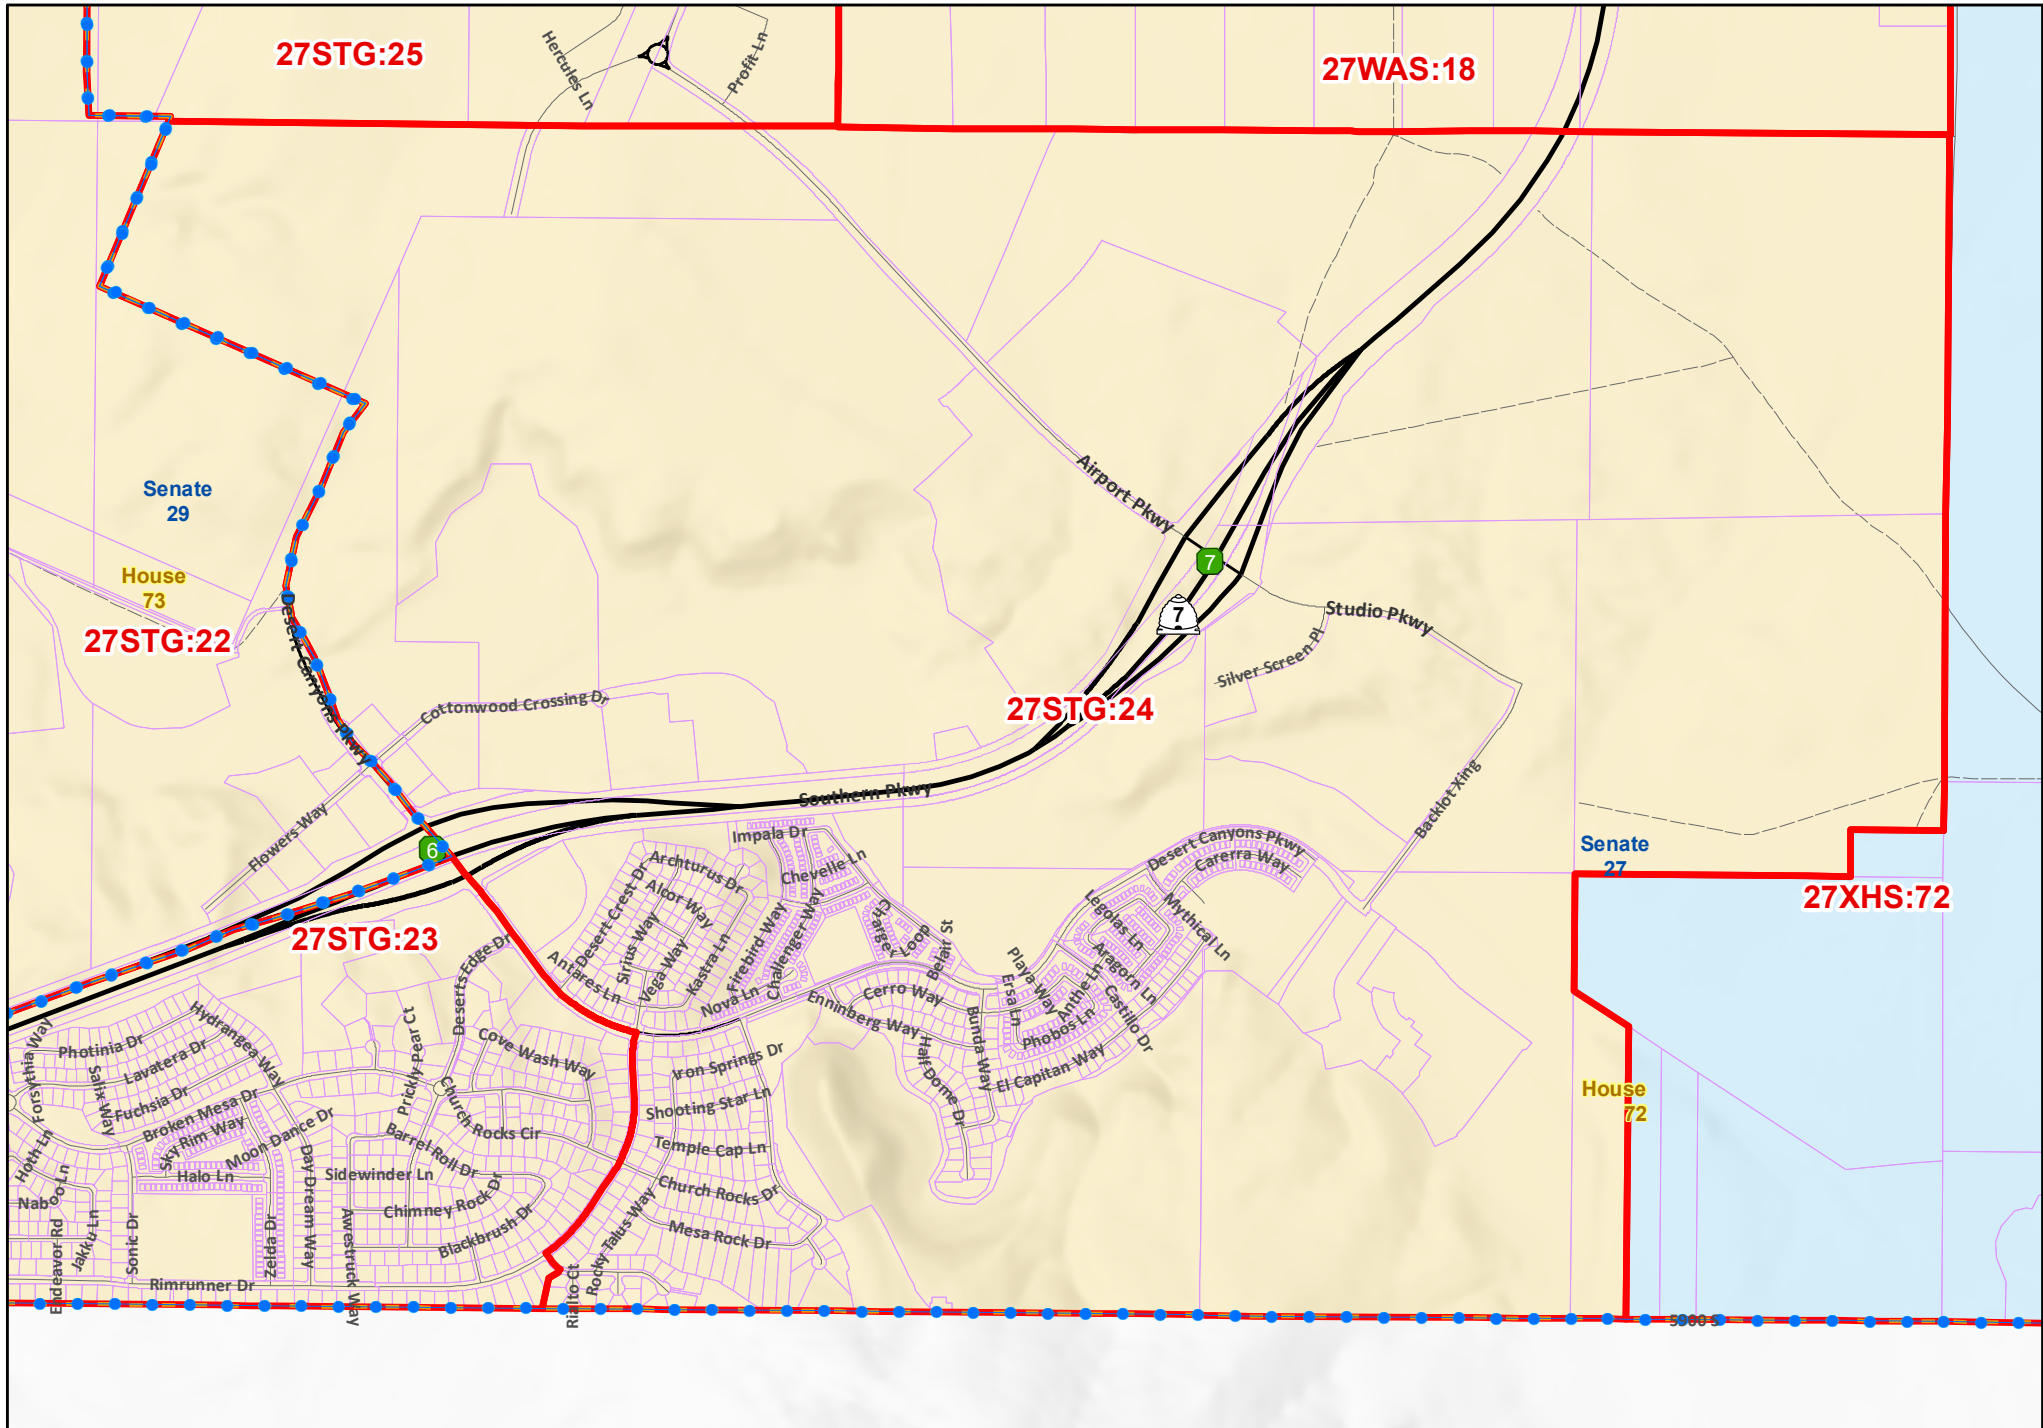 27STG:25
Hercules Ln
Profit Ln
27WAS:18
Senate
29
House
73
27STG:22
Desert Canyons Pkwy
Airport Pkwy
7
7
Studio Pkwy
Silver Screen Pl
27STG:24
Cottonwood Crossing Dr
Flowers Way
Southern Pkwy
Backlot Xing
6
Impala Dr
Chevelle Ln
Archturus Dr
Alcor Way
Desert Crest Dr
Sirius Way
Vega Way
Kastra Ln
Firebird Way
Challenger Way
Charger Loop
Belair St
Desert Canyons Pkwy
Carerra Way
Legolas Ln
Mythical Ln
Aragorn Ln
Senate
27
27XHS:72
27STG:23
Deserts Edge Dr
Antares Ln
Nova Ln
Cerro Way
Enninberg Way
Playa Way
Ersa Ln
Anthe Ln
Castillo Dr
Phobos Ln
Bunda Way
El Capitan Way
Half Dome Dr
Forsythia Way
Photinia Dr
Hydrangea Way
Lavatera Dr
Salix Way
Fuchsia Dr
Broken Mesa Dr
Sky Rim Way
Moon Dance Dr
Prickly Pear Ct
Cove Wash Way
Church Rocks Cir
Barrel Roll Dr
Iron Springs Dr
Shooting Star Ln
Temple Cap Ln
House
72
Hoth Ln
Naboo Ln
Halo Ln
Day Dream Way
Sidewinder Ln
Chimney Rock Dr
Church Rocks Dr
Mesa Rock Dr
Endeavor Rd
Jakku Ln
Sonic Dr
Zelda Dr
Awestruck Way
Blackbrush Dr
Rocky Talus Way
Rimrunner Dr
Rialto Ct
5980 S